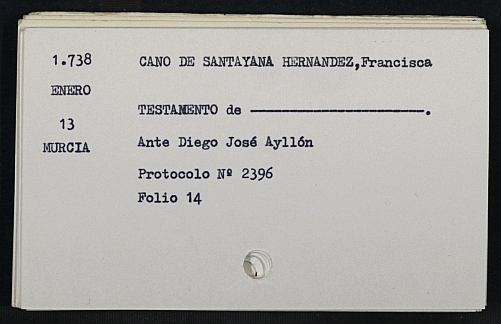 1.738
ENERO
13
MURCIA
CANO DE SANTAYANA HERNANDEZ,Francisca
TESTAMENTO de ------------------------.
Ante Diego José Ayllón
Protocolo Nº 2396
Folio 14